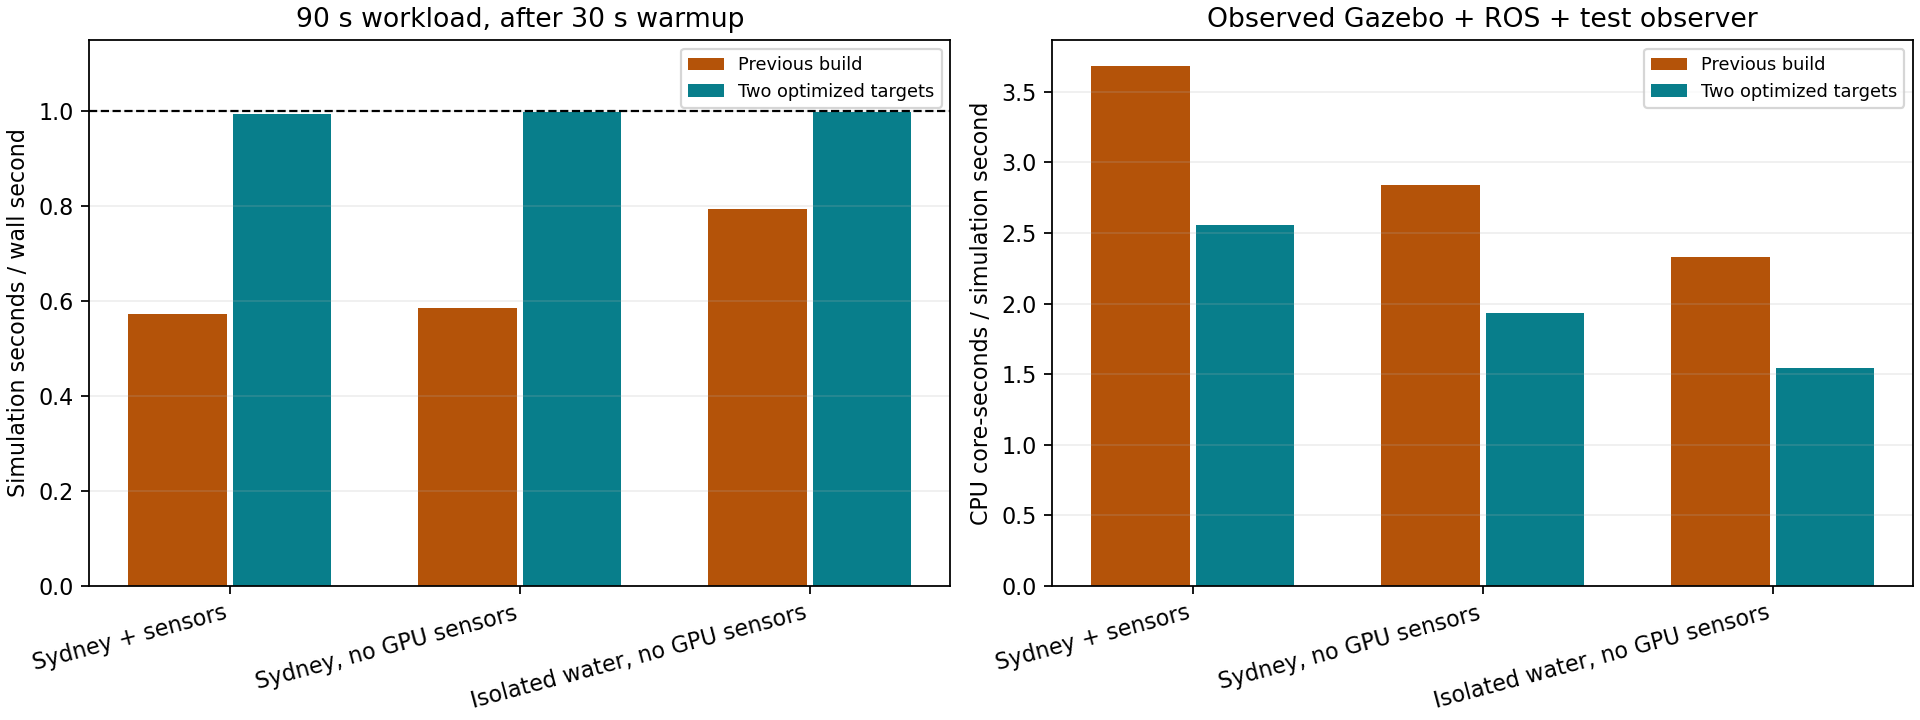 90 s workload, after 30 s warmup
Simulation seconds / wall second
1.0
0.8
0.6
0.4
0.2
0.0
Previous build
Two optimized targets
Sydney + sensors
Sydney, no GPU sensors
Isolated water, no GPU sensors
Observed Gazebo + ROS + test observer
CPU core-seconds / simulation second
3.5
3.0
2.5
2.0
1.5
1.0
0.5
0.0
Previous build
Two optimized targets
Sydney + sensors
Sydney, no GPU sensors
Isolated water, no GPU sensors